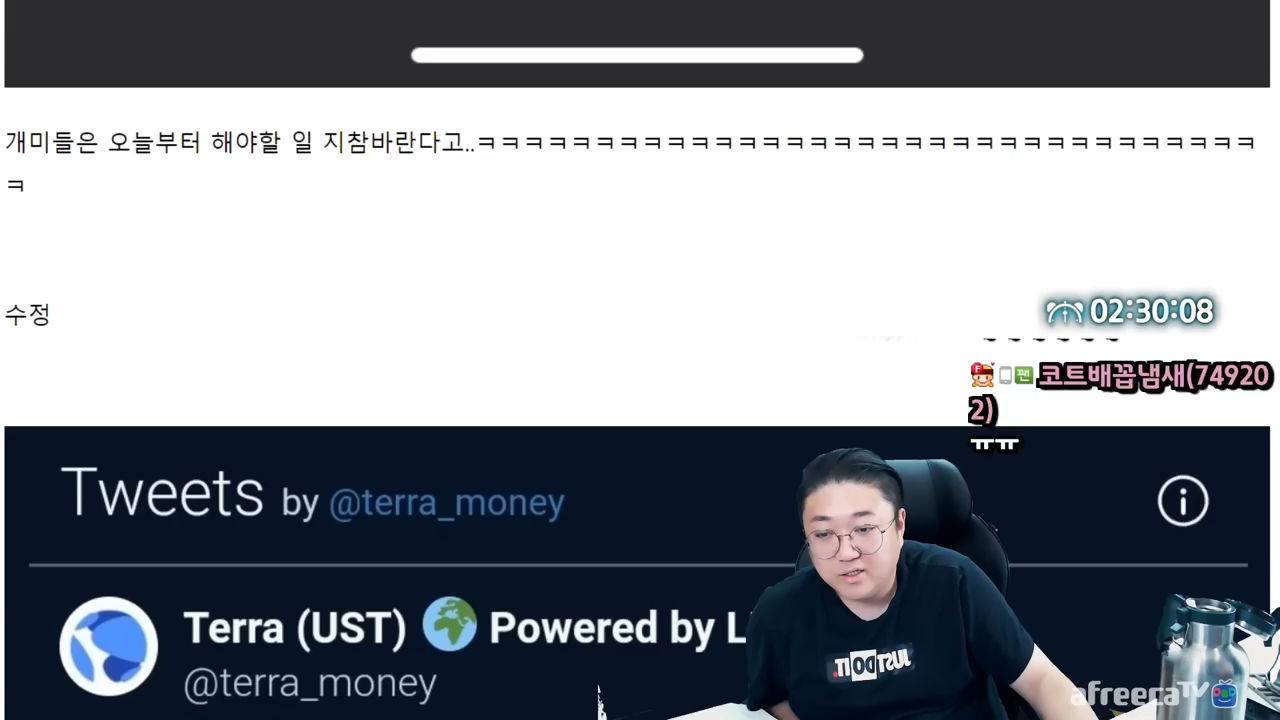 개미들은 오늘부터 해야할 일 지참바란다고..ㅋㅋㅋㅋㅋㅋㅋㅋㅋㅋㅋㅋㅋㅋㅋㅋㅋㅋㅋㅋㅋㅋㅋㅋㅋㅋㅋㅋㅋㅋㅋㅋㅋ
ㅋ
수정
02:30:08
F 팬 코트배꼽냄새(74920
2)
ㅠㅠ
Tweets by @terra_money
Terra (UST) Powered by L
@terra_money
JUST DO IT.
afreecaTV